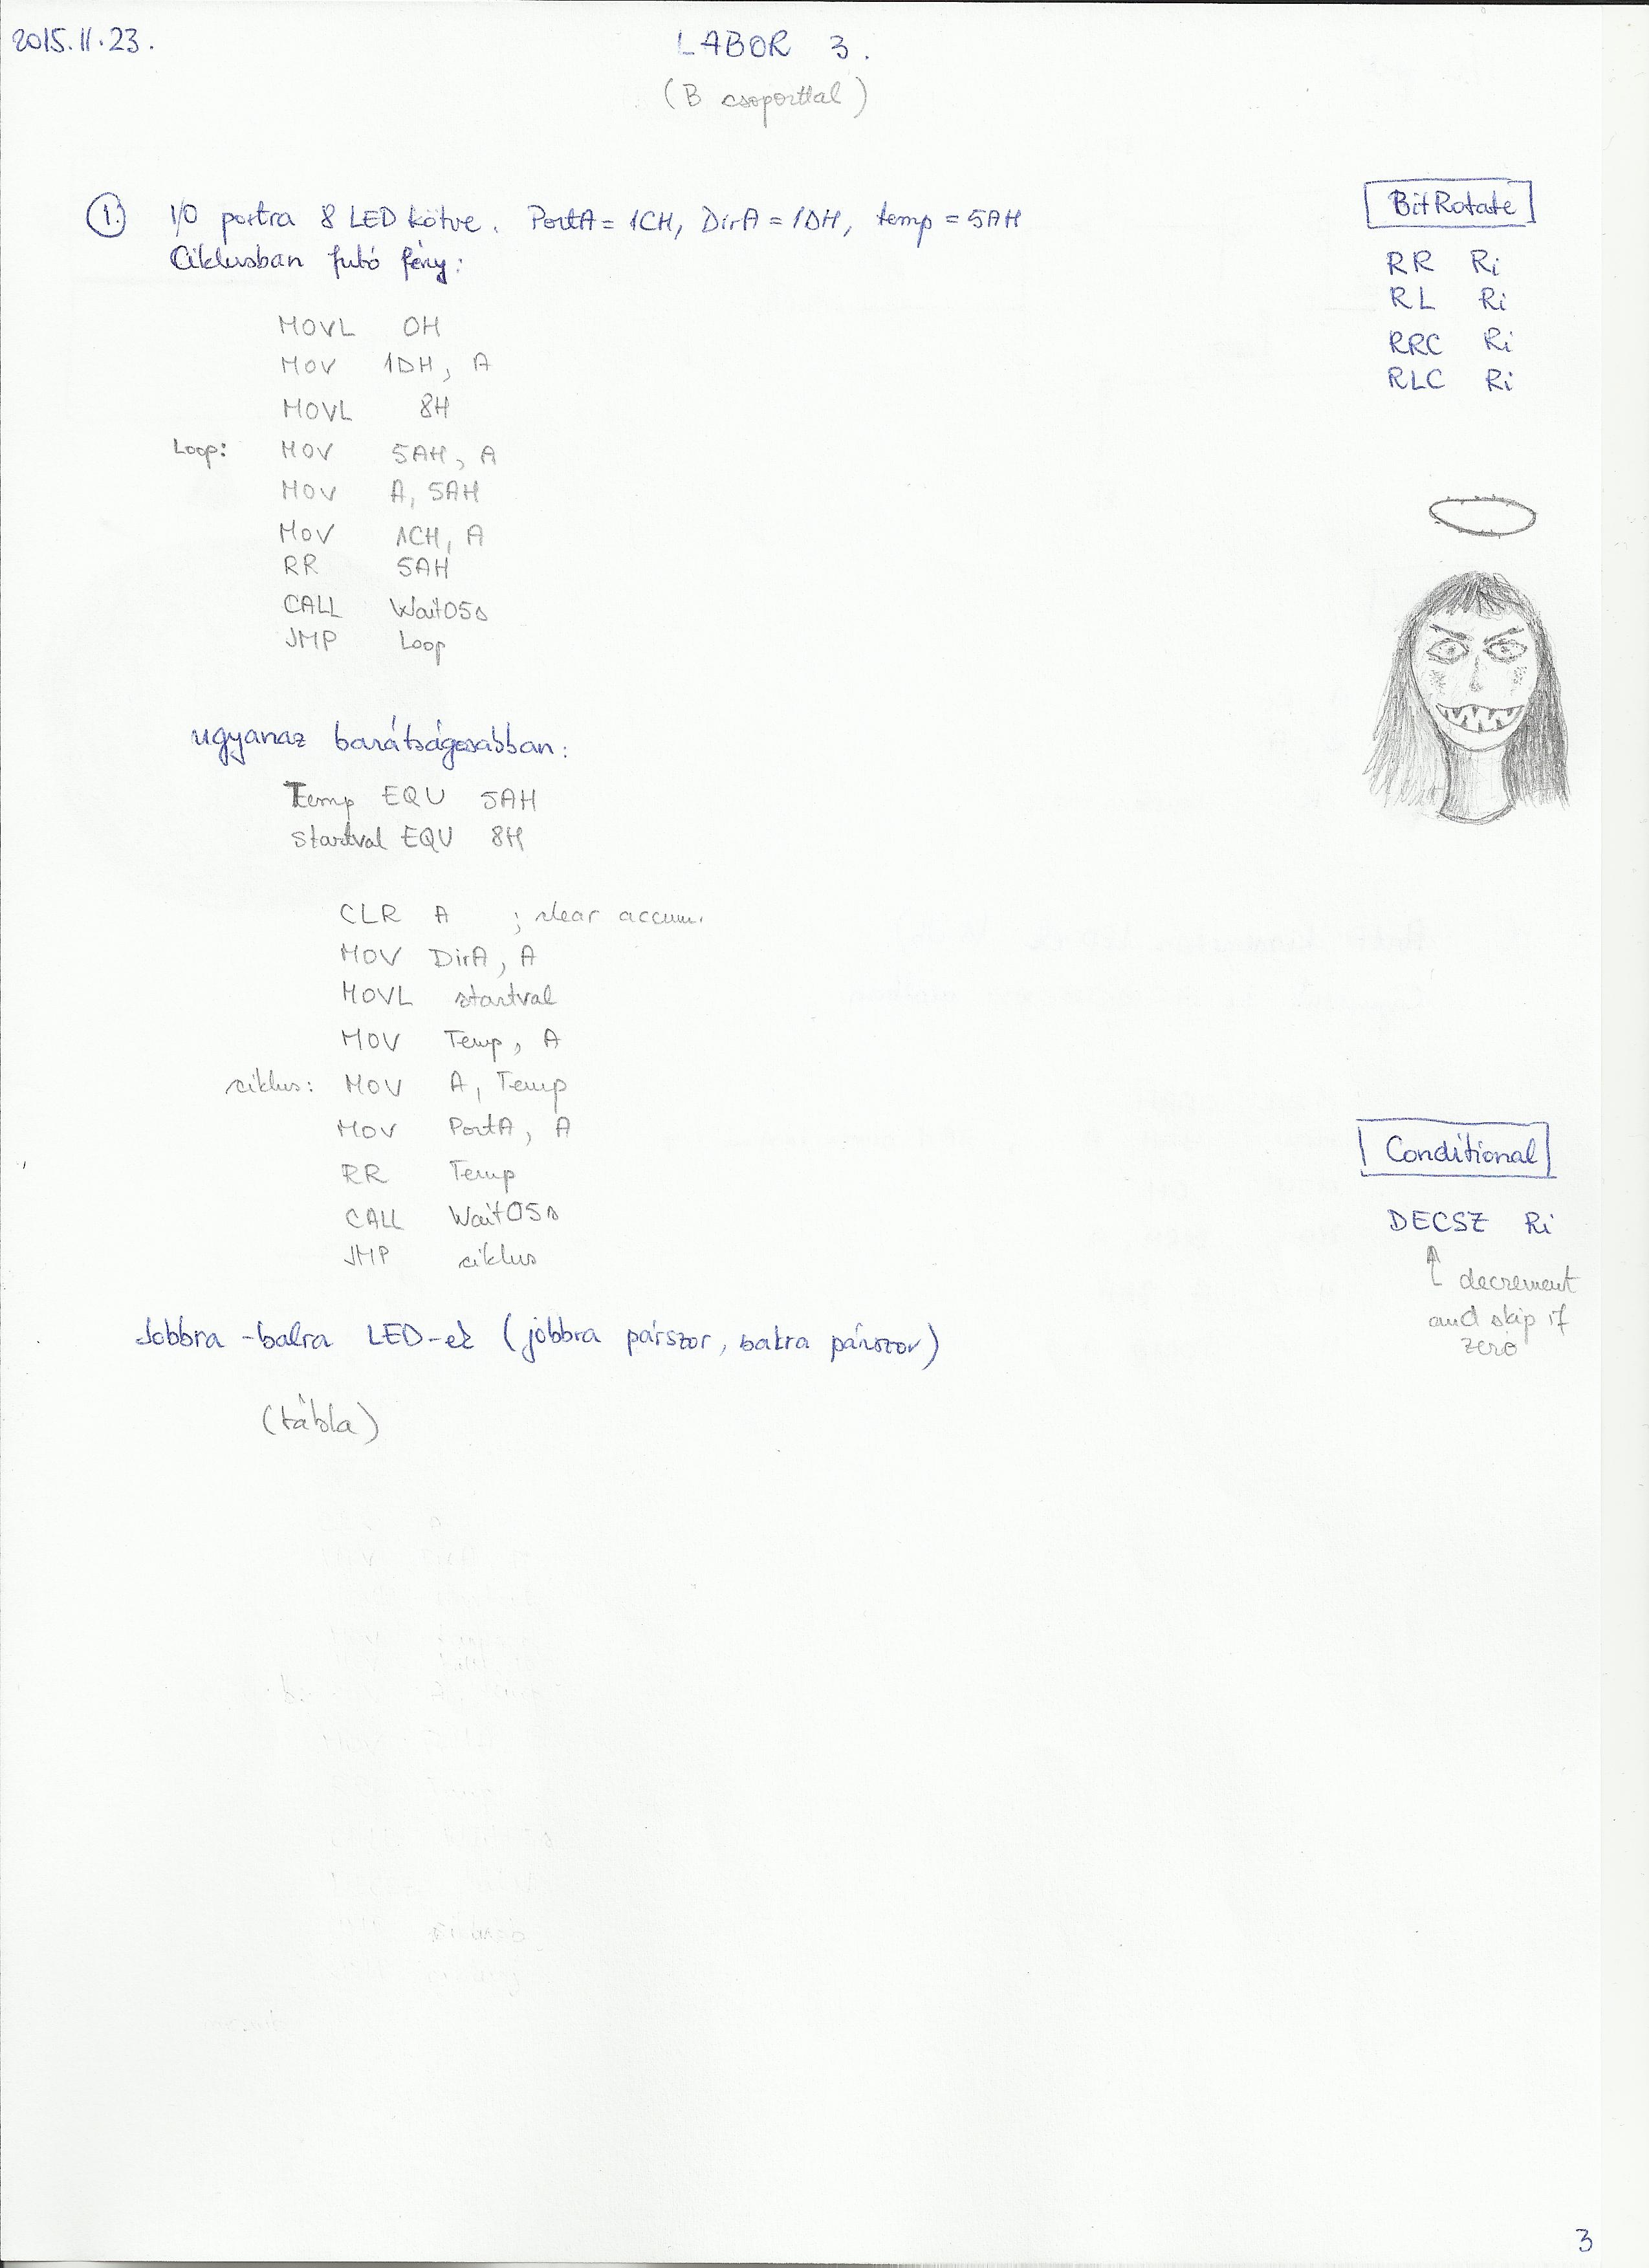 2015.11.23.
LABOR 3.
(B csoporttal)
1. I/O portra 8 LED kötve. PortA = 1CH, DirA = 1DH, temp = 5AH
Ciklusban futó fény:
MOVL 0H
MOV 1DH, A
MOVL 8H
Loop: MOV 5AH, A
MOV A, 5AH
MOV 1CH, A
RR 5AH
CALL Wait05s
JMP Loop
ugyanaz barátságosabban:
Temp EQU 5AH
startval EQU 8H
CLR A ; clear accum.
MOV DirA, A
MOVL startval
MOV Temp, A
ciklus: MOV A, Temp
MOV PortA, A
RR Temp
CALL Wait05s
JMP ciklus
Jobbra-balra LED-ek (jobbra párszor, balra párszor)
(tábla)
BitRotate
RR Ri
RL Ri
RRC Ri
RLC Ri
Conditional
DECSZ Ri
decrement
and skip if
zero
3